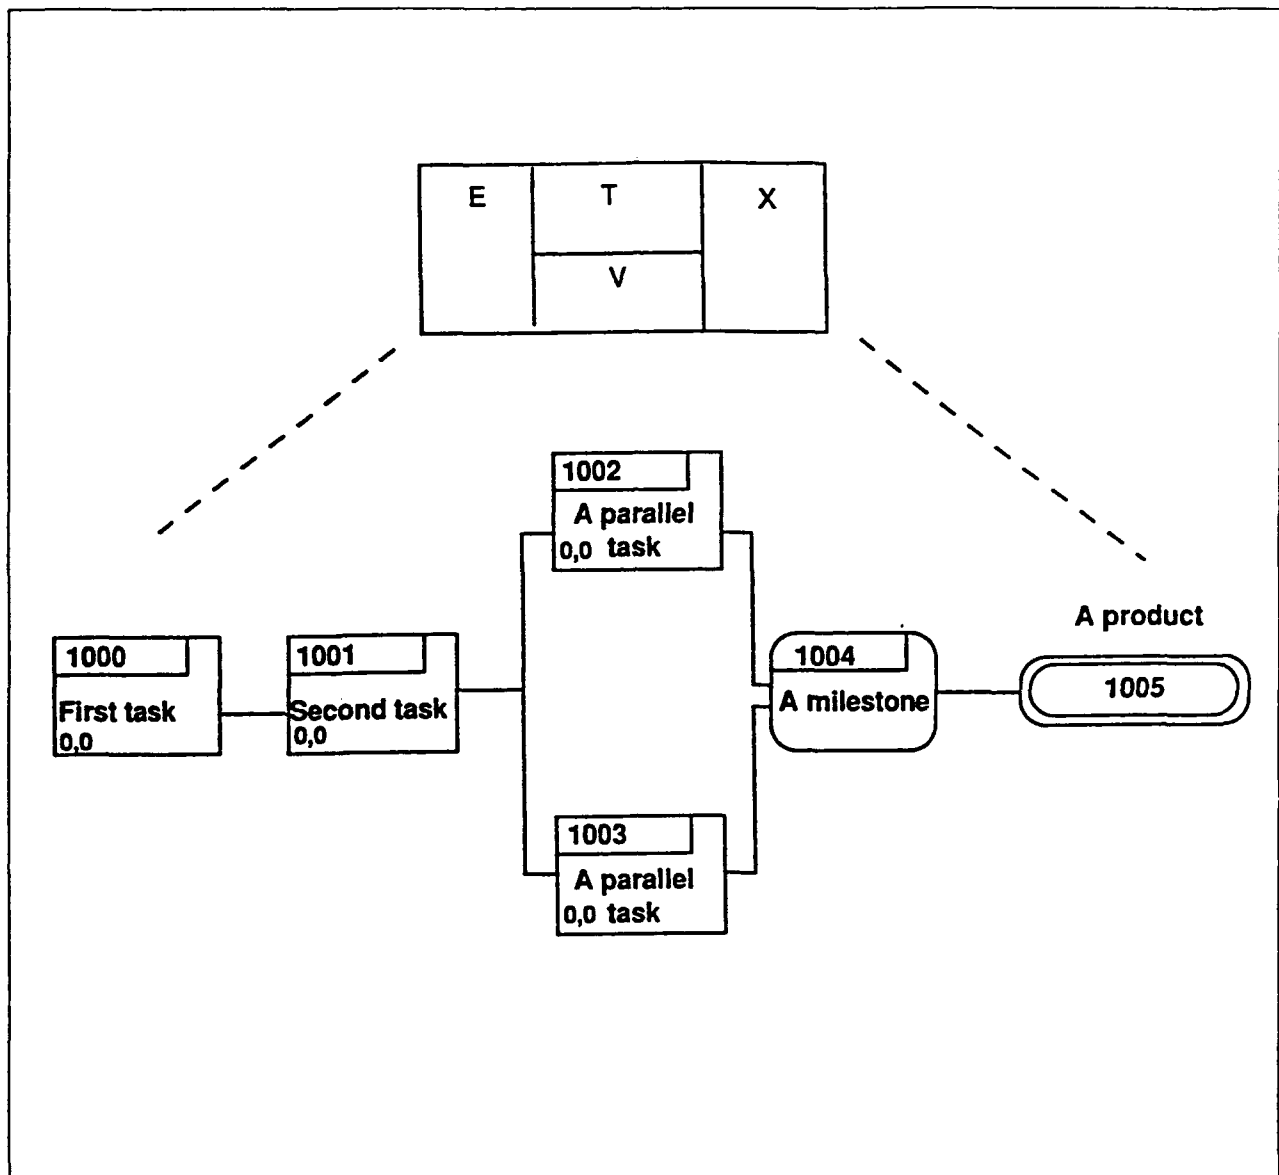 E
T
X
V
1002
A parallel
0,0 task
A product
1000
First task
0,0
1001
Second task
0,0
1004
A milestone
1005
1003
A parallel
0,0 task